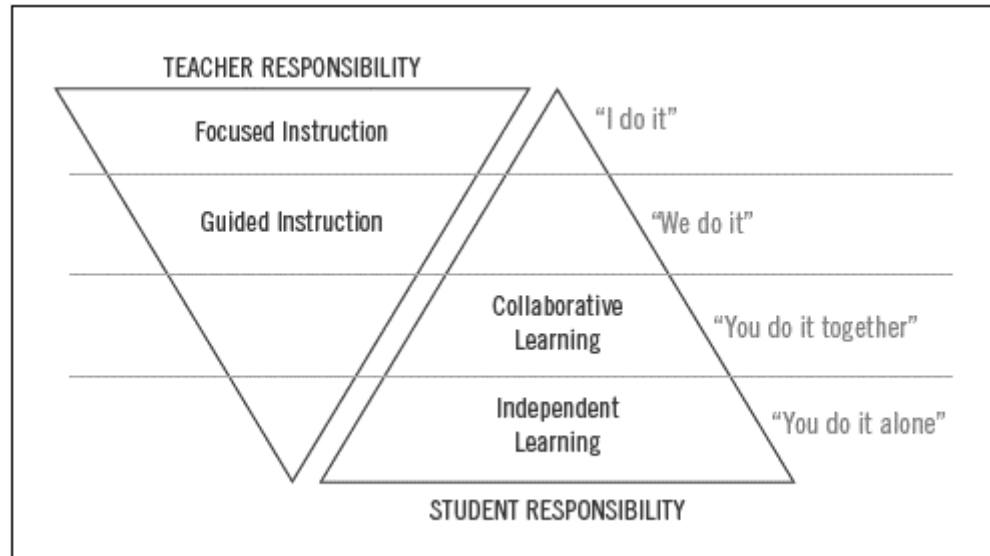 TEACHER RESPONSIBILITY
Focused Instruction
“I do it”
Guided Instruction
“We do it”
Collaborative
Learning
“You do it together”
Independent
Learning
“You do it alone”
STUDENT RESPONSIBILITY